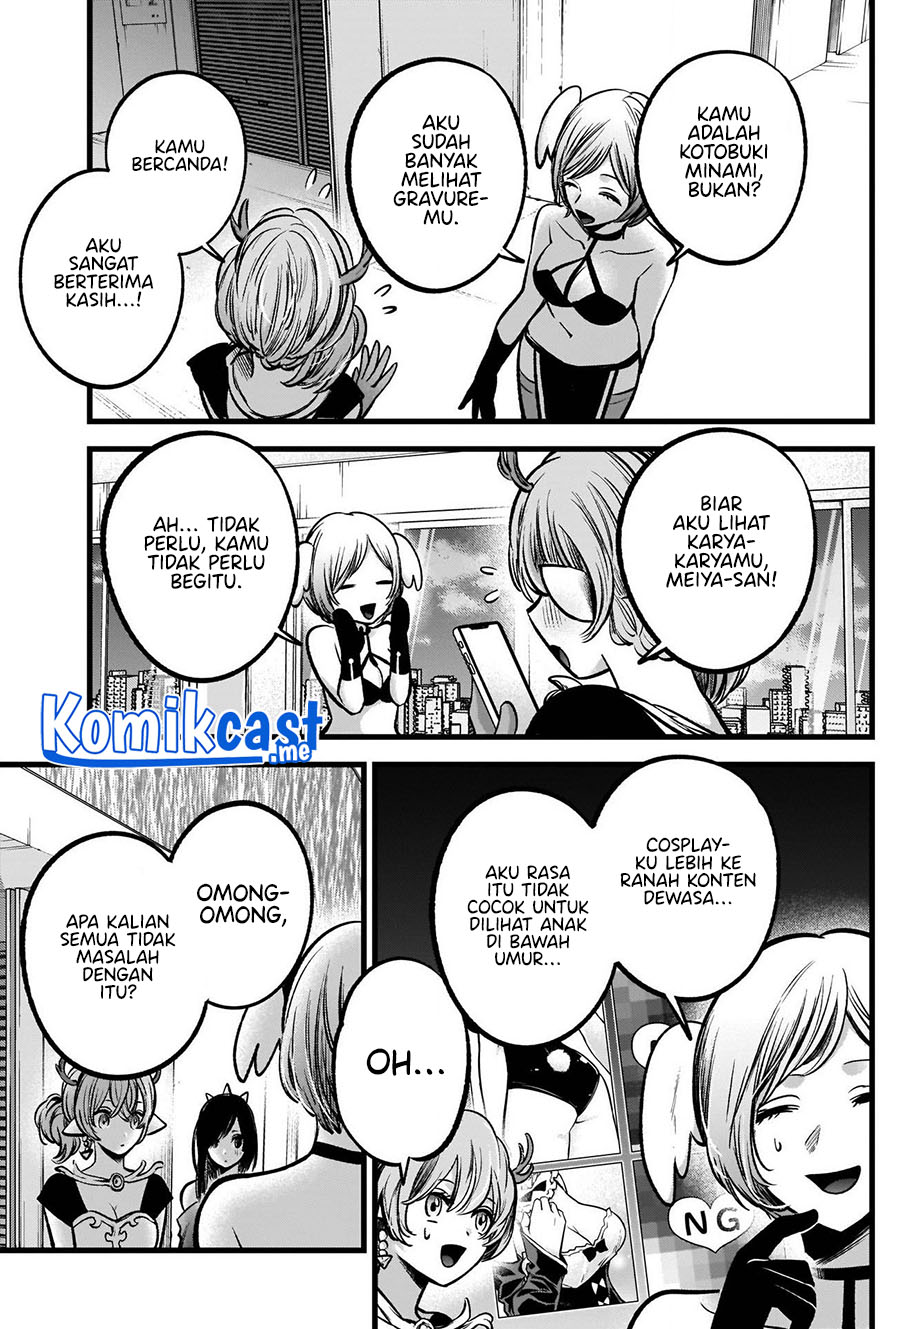 KAMU
ADALAH
KOTOBUKI
MINAMI,
BUKAN?
AKU
SUDAH
BANYAK
MELIHAT
GRAVURE-
MU.
KAMU
BERCANDA!
AKU
SANGAT
BERTERIMA
KASIH...!
BIAR
AKU LIHAT
KARYA-
KARYAMU,
MEIYA-SAN!
AH... TIDAK
PERLU, KAMU
TIDAK PERLU
BEGITU.
Komikcast
.me
COSPLAY-
KU LEBIH KE
RANAH KONTEN
DEWASA...
AKU RASA
ITU TIDAK
COCOK UNTUK
DILIHAT ANAK
DI BAWAH
UMUR...
NG
OH...
OMONG-
OMONG,
APA KALIAN
SEMUA TIDAK
MASALAH
DENGAN
ITU?